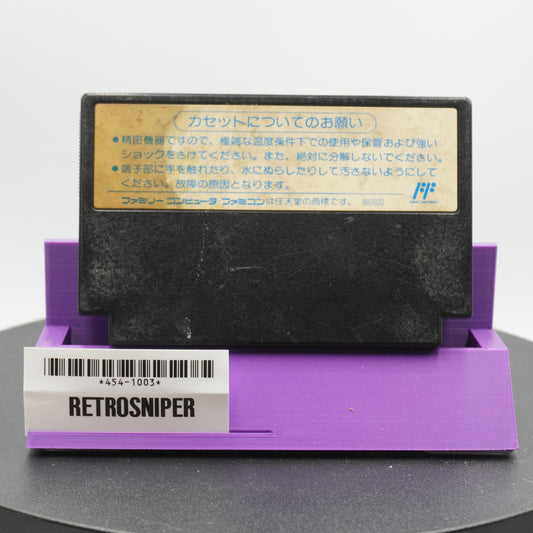 カセットについてのお願い
●精密機器ですので、極端な温度条件下での使用や保管および強い
ショックをさけてください。また、絶対に分解しないでください。
●端子部に手を触れたり、水にぬらしたりして汚さないようにして
ください。故障の原因となります。
ファミリー コンピュータ ファミコンは任天堂の商標です。 880920
*454-1003*
RETROSNIPER